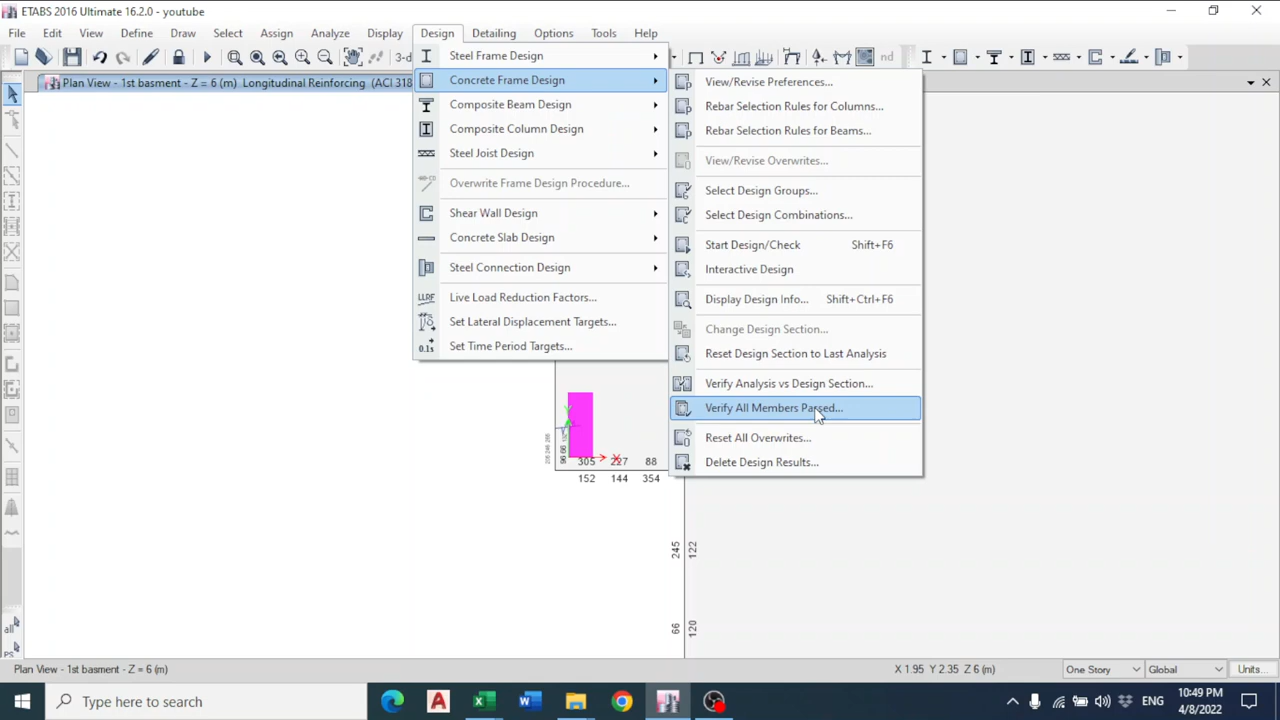 ETABS 2016 Ultimate 16.2.0 - youtube
File Edit View Define Draw Select Assign Analyze Display Design Detailing Options Tools Help
3-d
nd
Plan View - 1st basment - Z = 6 (m) Longitudinal Reinforcing (ACI 318
Steel Frame Design
Concrete Frame Design
Composite Beam Design
Composite Column Design
Steel Joist Design
Overwrite Frame Design Procedure...
Shear Wall Design
Concrete Slab Design
Steel Connection Design
LLRF Live Load Reduction Factors...
Set Lateral Displacement Targets...
0.1s Set Time Period Targets...
View/Revise Preferences...
Rebar Selection Rules for Columns...
Rebar Selection Rules for Beams...
View/Revise Overwrites...
Select Design Groups...
Select Design Combinations...
Start Design/Check Shift+F6
Interactive Design
Display Design Info... Shift+Ctrl+F6
Change Design Section...
Reset Design Section to Last Analysis
Verify Analysis vs Design Section...
Verify All Members Passed...
Reset All Overwrites...
Delete Design Results...
305 227 88
152 144 354
245 122
66 120
all
ps
Plan View - 1st basment - Z = 6 (m)
X 1.95 Y 2.35 Z 6 (m)
One Story
Global
Units...
Type here to search
ENG
10:49 PM
4/8/2022